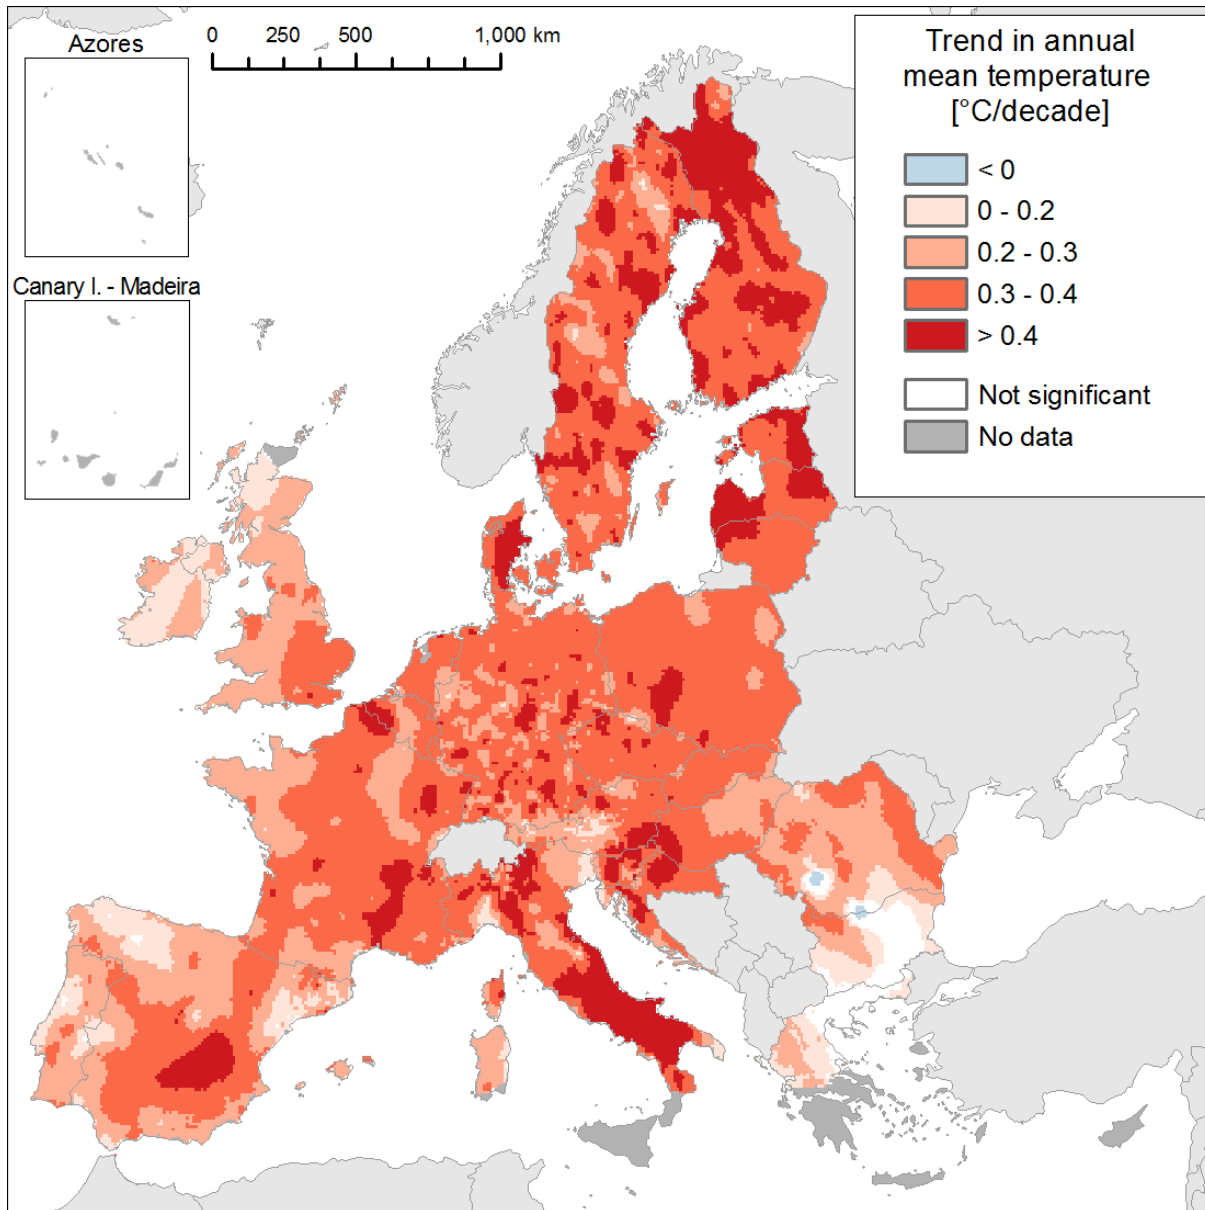 Azores
0 250 500 1,000 km
Canary I. - Madeira
Trend in annual
mean temperature
[°C/decade]
< 0
0 - 0.2
0.2 - 0.3
0.3 - 0.4
> 0.4
Not significant
No data